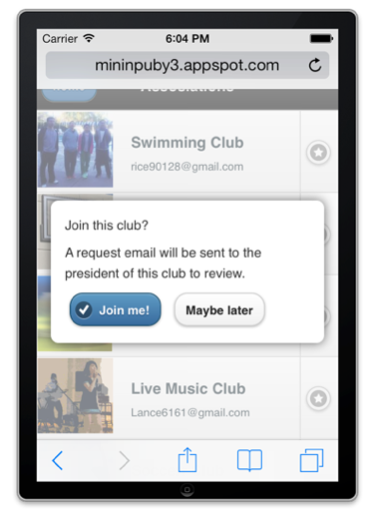 Carrier 6:04 PM
mininpuby3.appspot.com
Associations
Swimming Club
rice90128@gmail.com
Join this club?
A request email will be sent to the
president of this club to review.
Join me!
Maybe later
Live Music Club
Lance6161@gmail.com